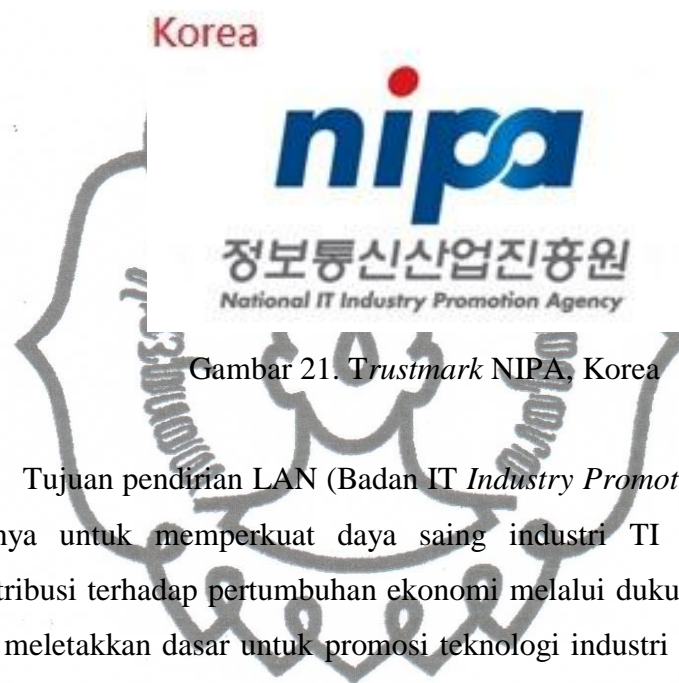 Korea
nipa
정보통신산업진흥원
National IT Industry Promotion Agency
Gambar 21. Trustmark NIPA, Korea
Tujuan pendirian LAN (Badan IT Industry Promot
nya untuk memperkuat daya saing industri TI
tribusi terhadap pertumbuhan ekonomi melalui duku
meletakkan dasar untuk promosi teknologi industri